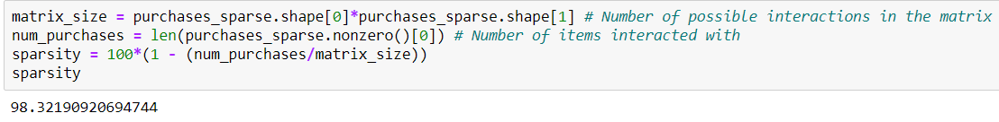 matrix_size = purchases_sparse.shape[0]*purchases_sparse.shape[1] # Number of possible interactions in the matrix
num_purchases = len(purchases_sparse.nonzero()[0]) # Number of items interacted with
sparsity = 100*(1 - (num_purchases/matrix_size))
sparsity
98.32190920694744